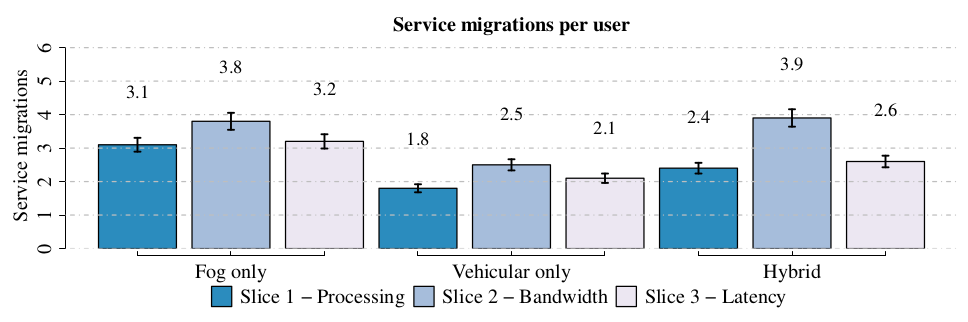 Service migrations per user
Service migrations
6
5
4
3
2
1
0
3.1
3.8
3.2
1.8
2.5
2.1
2.4
3.9
2.6
Fog only
Vehicular only
Hybrid
Slice 1 − Processing
Slice 2 − Bandwidth
Slice 3 − Latency